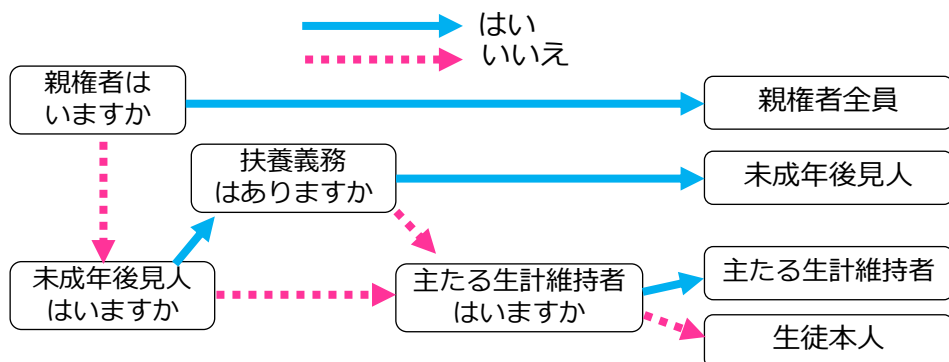 はい
いいえ
親権者は
いますか
親権者全員
扶養義務
はありますか
未成年後見人
未成年後見人
はいますか
主たる生計維持者
はいますか
主たる生計維持者
生徒本人